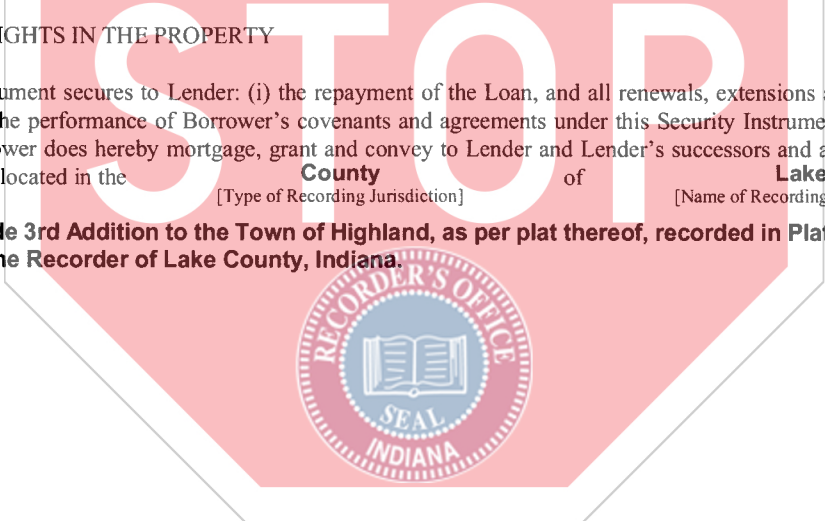 STOP
IGHTS IN THE PROPERTY
ument secures to Lender: (i) the repayment of the Loan, and all renewals, extensions
he performance of Borrower's covenants and agreements under this Security Instrume
wer does hereby mortgage, grant and convey to Lender and Lender's successors and a
located in the County of Lake
[Type of Recording Jurisdiction] [Name of Recording
le 3rd Addition to the Town of Highland, as per plat thereof, recorded in Plat
ne Recorder of Lake County, Indiana.
RECORDER'S OFFICE
SEAL
INDIANA